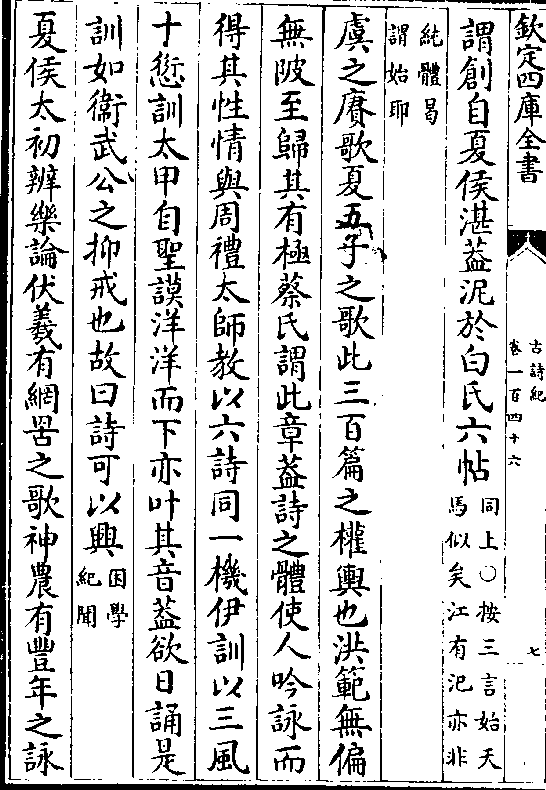 欽定四庫全書
古詩紀
卷一百四十六
七
謂創自夏侯湛葢泥於白氏六帖
同上○按三言始天
馬似矣江有汜亦非
純體曷
謂始耶
虞之賡歌夏五子之歌此三百篇之權輿也洪範無偏
無陂至歸其有極蔡氏謂此章葢詩之體使人吟詠而
得其性情與周禮太師教以六詩同一機伊訓以三風
十愆訓太甲自聖謨洋洋而下亦叶其音葢欲日誦是
訓如衞武公之抑戒也故曰詩可以興
困學
紀聞
夏侯太初辨樂論伏羲有網罟之歌神農有豐年之詠